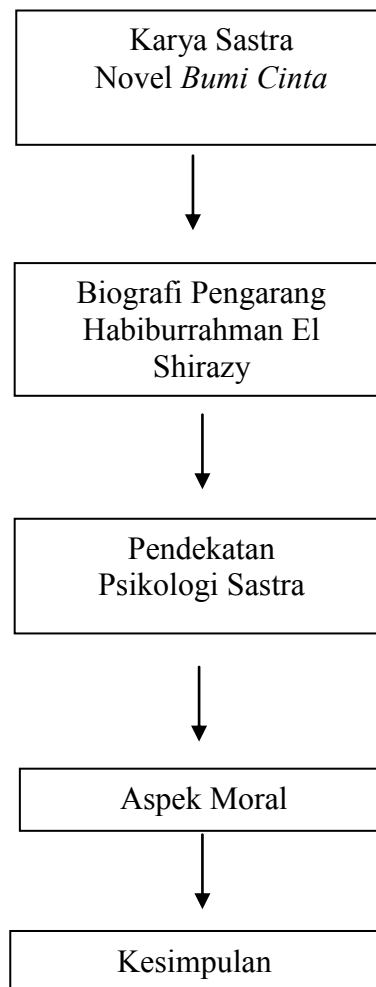 Karya Sastra
Novel Bumi Cinta
Biografi Pengarang
Habiburrahman El
Shirazy
Pendekatan
Psikologi Sastra
Aspek Moral
Kesimpulan